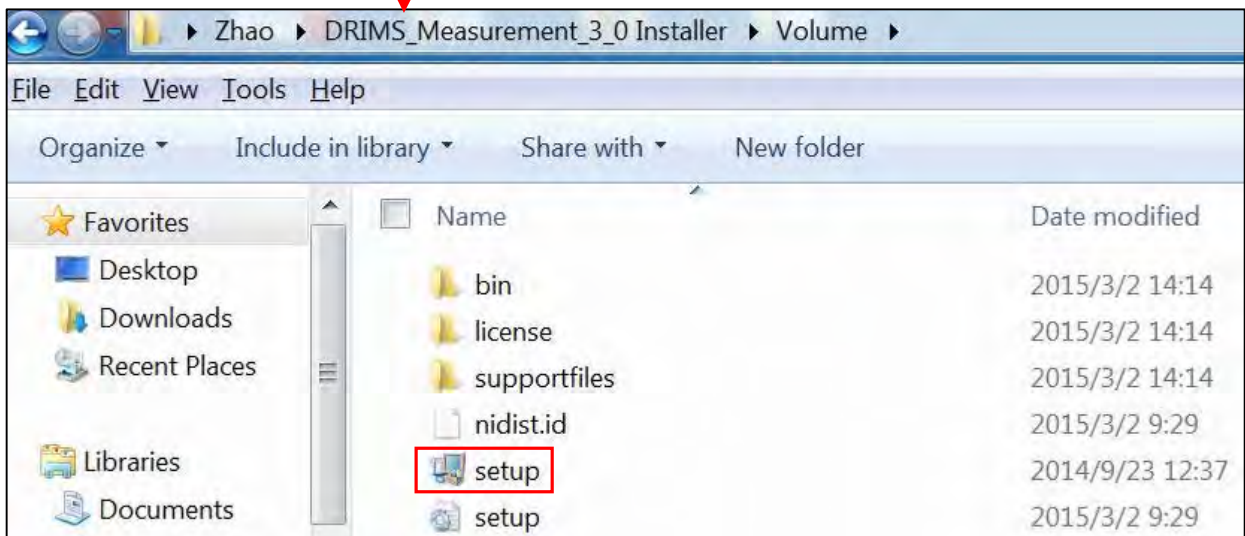 Zhao DRIMS_Measurement_3_0 Installer Volume
File Edit View Tools Help
Organize Include in library Share with New folder
Favorites Name Date modified
Desktop bin 2015/3/2 14:14
Downloads license 2015/3/2 14:14
Recent Places supportfiles 2015/3/2 14:14
nidist.id 2015/3/2 9:29
Libraries setup 2014/9/23 12:37
Documents setup 2015/3/2 9:29